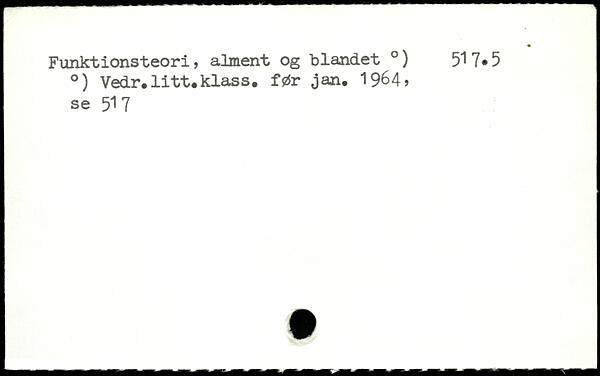 Funktionsteori, alment og blandet °) 517.5
°) Vedr.litt.klass. før jan. 1964,
se 517